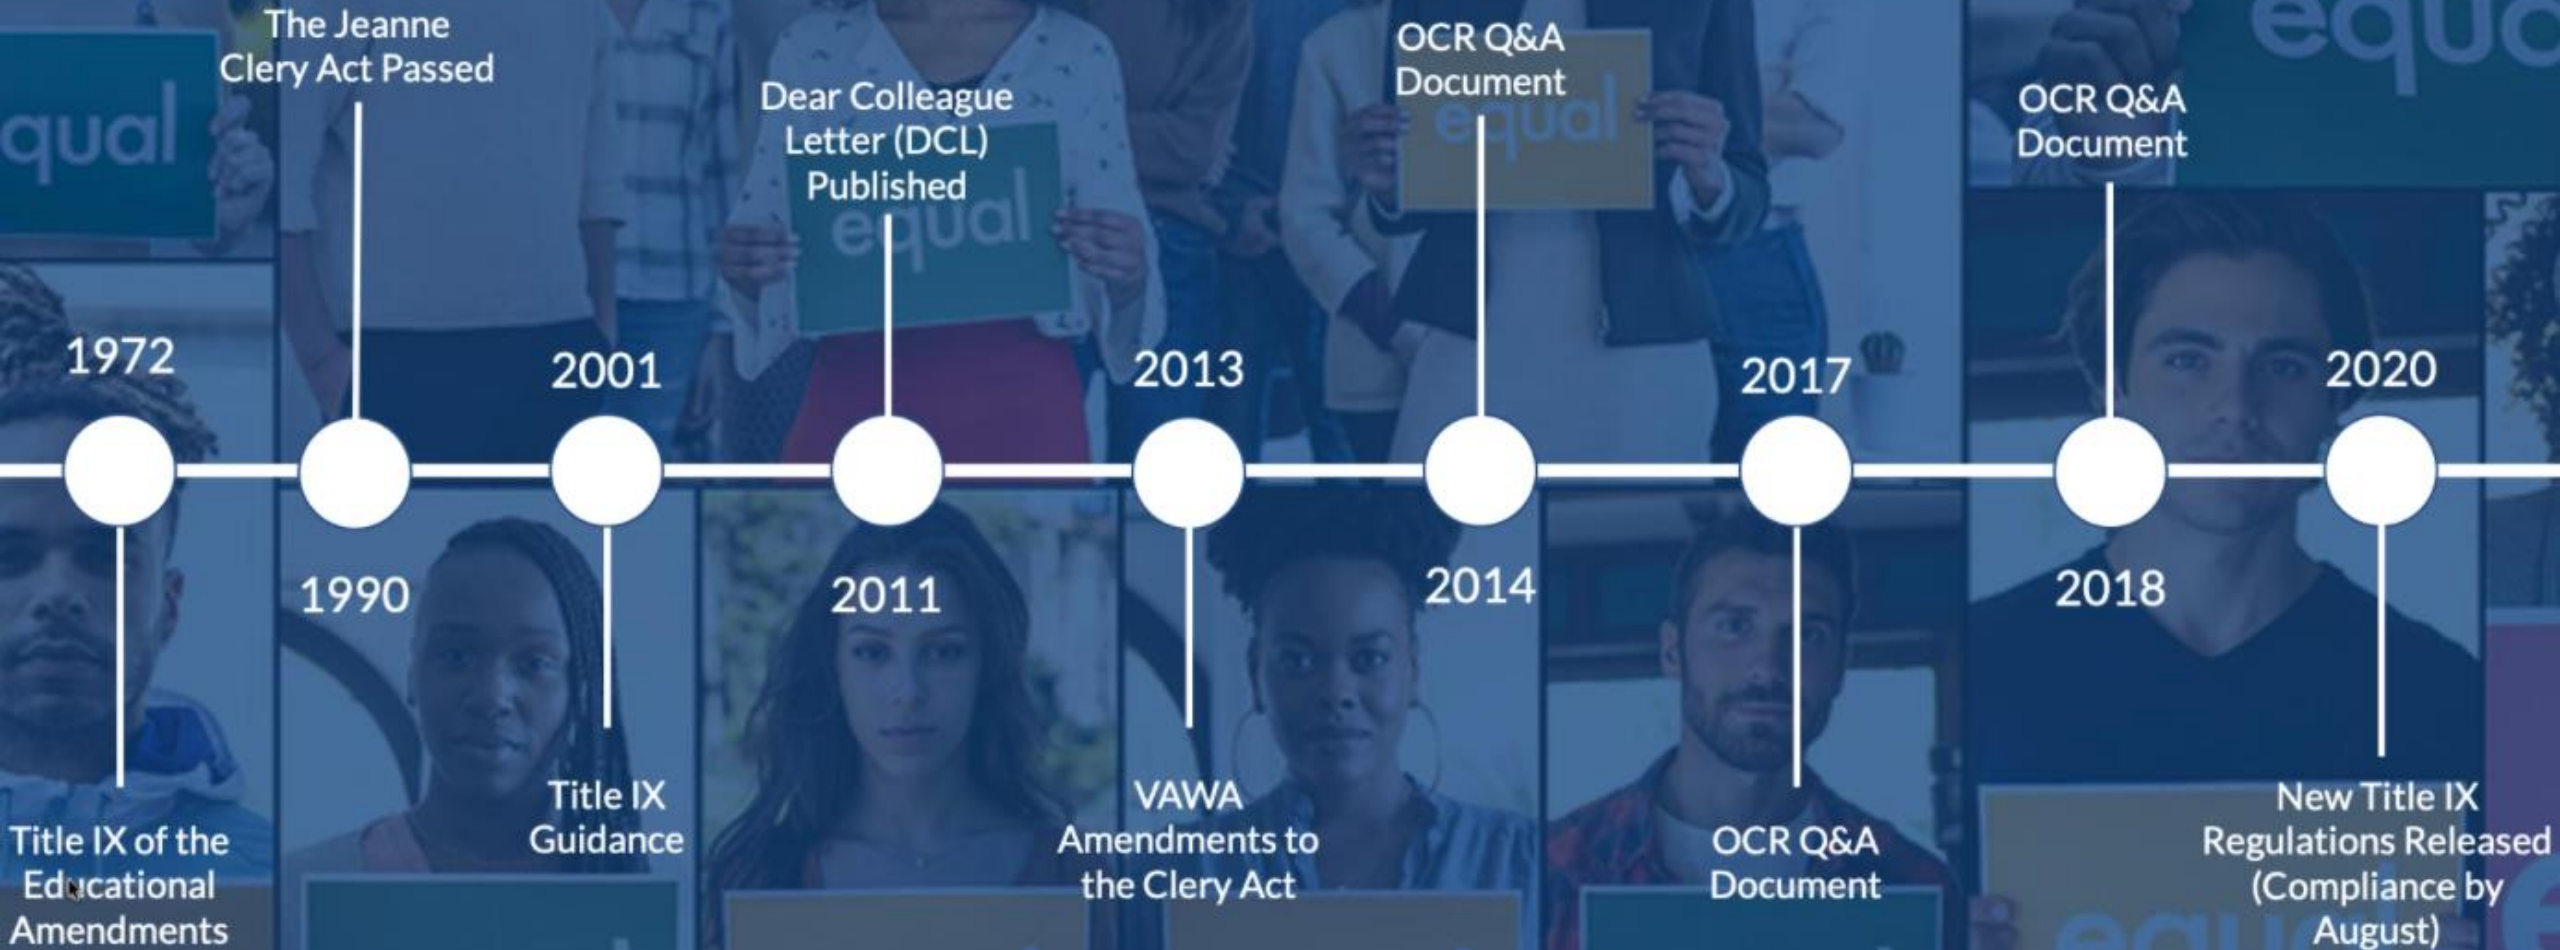 The Jeanne
Clery Act Passed
Dear Colleague
Letter (DCL)
Published
OCR Q&A
Document
OCR Q&A
Document
equal
equal
1972
2001
2013
2017
2020
1990
2011
2014
2018
Title IX of the
Educational
Amendments
Title IX
Guidance
VAWA
Amendments to
the Clery Act
OCR Q&A
Document
New Title IX
Regulations Released
(Compliance by
August)